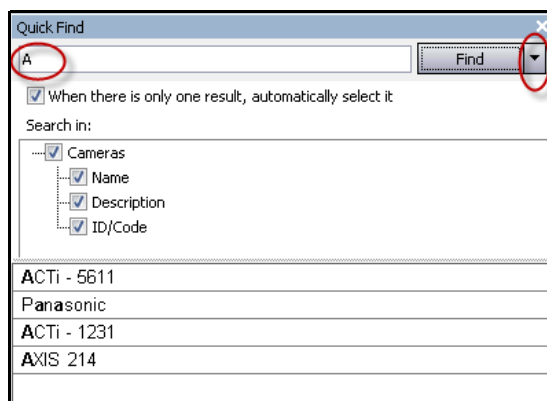 Quick Find
A
Find
When there is only one result, automatically select it
Search in:
Cameras
Name
Description
ID/Code
ACTi - 5611
Panasonic
ACTi - 1231
AXIS 214